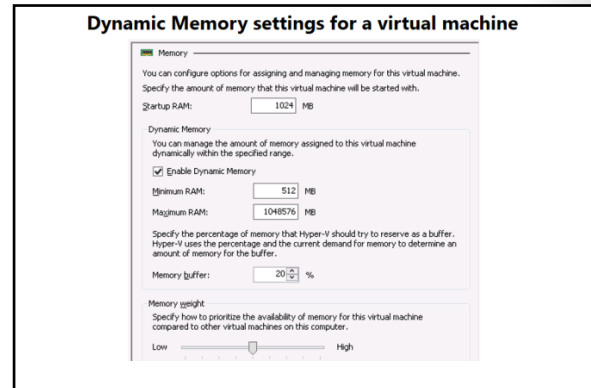 Dynamic Memory settings for a virtual machine
Memory
You can configure options for assigning and managing memory for this virtual machine.
Specify the amount of memory that this virtual machine will be started with.
Startup RAM: 1024 MB
Dynamic Memory
You can manage the amount of memory assigned to this virtual machine
dynamically within the specified range.
Enable Dynamic Memory
Minimum RAM: 512 MB
Maximum RAM: 1048576 MB
Specify the percentage of memory that Hyper-V should try to reserve as a buffer.
Hyper-V uses the percentage and the current demand for memory to determine an
amount of memory for the buffer.
Memory buffer: 20 %
Memory weight
Specify how to prioritize the availability of memory for this virtual machine
compared to other virtual machines on this computer.
Low High